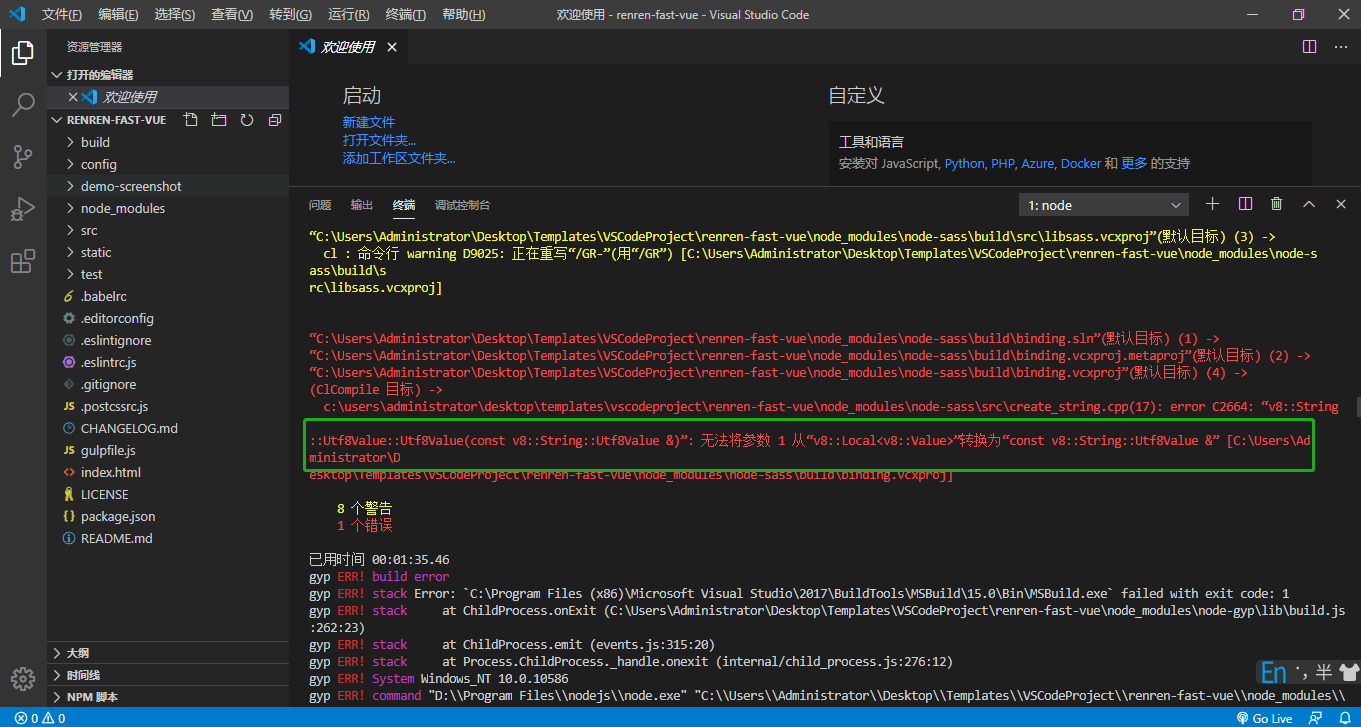 文件(F) 编辑(E) 选择(S) 查看(V) 转到(G) 运行(R) 终端(T) 帮助(H) 欢迎使用 - renren-fast-vue - Visual Studio Code
资源管理器
打开的编辑器
欢迎使用
RENREN-FAST-VUE
build
config
demo-screenshot
node_modules
src
static
test
.babelrc
.editorconfig
.eslintignore
.eslintrc.js
.gitignore
JS .postcssrc.js
CHANGELOG.md
JS gulpfile.js
<> index.html
LICENSE
{} package.json
README.md
大纲
时间线
NPM 脚本
欢迎使用
启动
新建文件
打开文件夹...
添加工作区文件夹...
自定义
工具和语言
安装对 JavaScript, Python, PHP, Azure, Docker 和 更多 的支持
问题 输出 终端 调试控制台 1: node
“C:\Users\Administrator\Desktop\Templates\VSCodeProject\renren-fast-vue\node_modules\node-sass\build\src\libsass.vcxproj”(默认目标) (3) ->
cl : 命令行 warning D9025: 正在重写“/GR-”(用“/GR”) [C:\Users\Administrator\Desktop\Templates\VSCodeProject\renren-fast-vue\node_modules\node-s
ass\build\s
rc\libsass.vcxproj]
“C:\Users\Administrator\Desktop\Templates\VSCodeProject\renren-fast-vue\node_modules\node-sass\build\binding.sln”(默认目标) (1) ->
“C:\Users\Administrator\Desktop\Templates\VSCodeProject\renren-fast-vue\node_modules\node-sass\build\binding.vcxproj.metaproj”(默认目标) (2) ->
“C:\Users\Administrator\Desktop\Templates\VSCodeProject\renren-fast-vue\node_modules\node-sass\build\binding.vcxproj”(默认目标) (4) ->
(ClCompile 目标) ->
c:\users\administrator\desktop\templates\vscodeproject\renren-fast-vue\node_modules\node-sass\src\create_string.cpp(17): error C2664: “v8::String
::Utf8Value::Utf8Value(const v8::String::Utf8Value &)”: 无法将参数 1 从“v8::Local<v8::Value>”转换为“const v8::String::Utf8Value &” [C:\Users\Ad
ministrator\D
esktop\Templates\VSCodeProject\renren-fast-vue\node_modules\node-sass\build\binding.vcxproj]
8 个警告
1 个错误
已用时间 00:01:35.46
gyp ERR! build error
gyp ERR! stack Error: `C:\Program Files (x86)\Microsoft Visual Studio\2017\BuildTools\MSBuild\15.0\Bin\MSBuild.exe` failed with exit code: 1
gyp ERR! stack at ChildProcess.onExit (C:\Users\Administrator\Desktop\Templates\VSCodeProject\renren-fast-vue\node_modules\node-gyp\lib\build.js
:262:23)
gyp ERR! stack at ChildProcess.emit (events.js:315:20)
gyp ERR! stack at Process.ChildProcess._handle.onexit (internal/child_process.js:276:12)
gyp ERR! System Windows_NT 10.0.10586
gyp ERR! command "D:\\Program Files\\nodejs\\node.exe" "C:\\Users\\Administrator\\Desktop\\Templates\\VSCodeProject\\renren-fast-vue\\node_modules\\
En ·, 半
0 0 Go Live